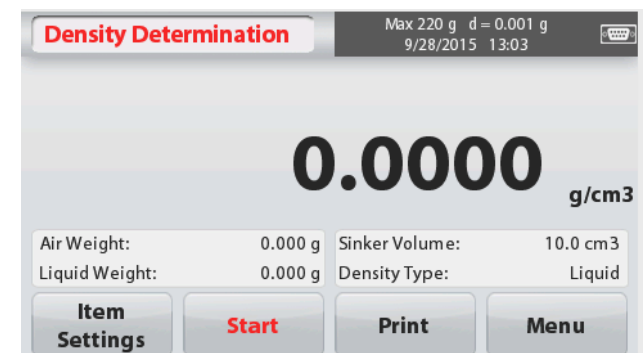 Density Determination
Max 220 g d = 0.001 g
9/28/2015 13:03
0.0000
g/cm3
Air Weight: 0.000 g
Liquid Weight: 0.000 g
Sinker Volume: 10.0 cm3
Density Type: Liquid
Item
Settings
Start
Print
Menu